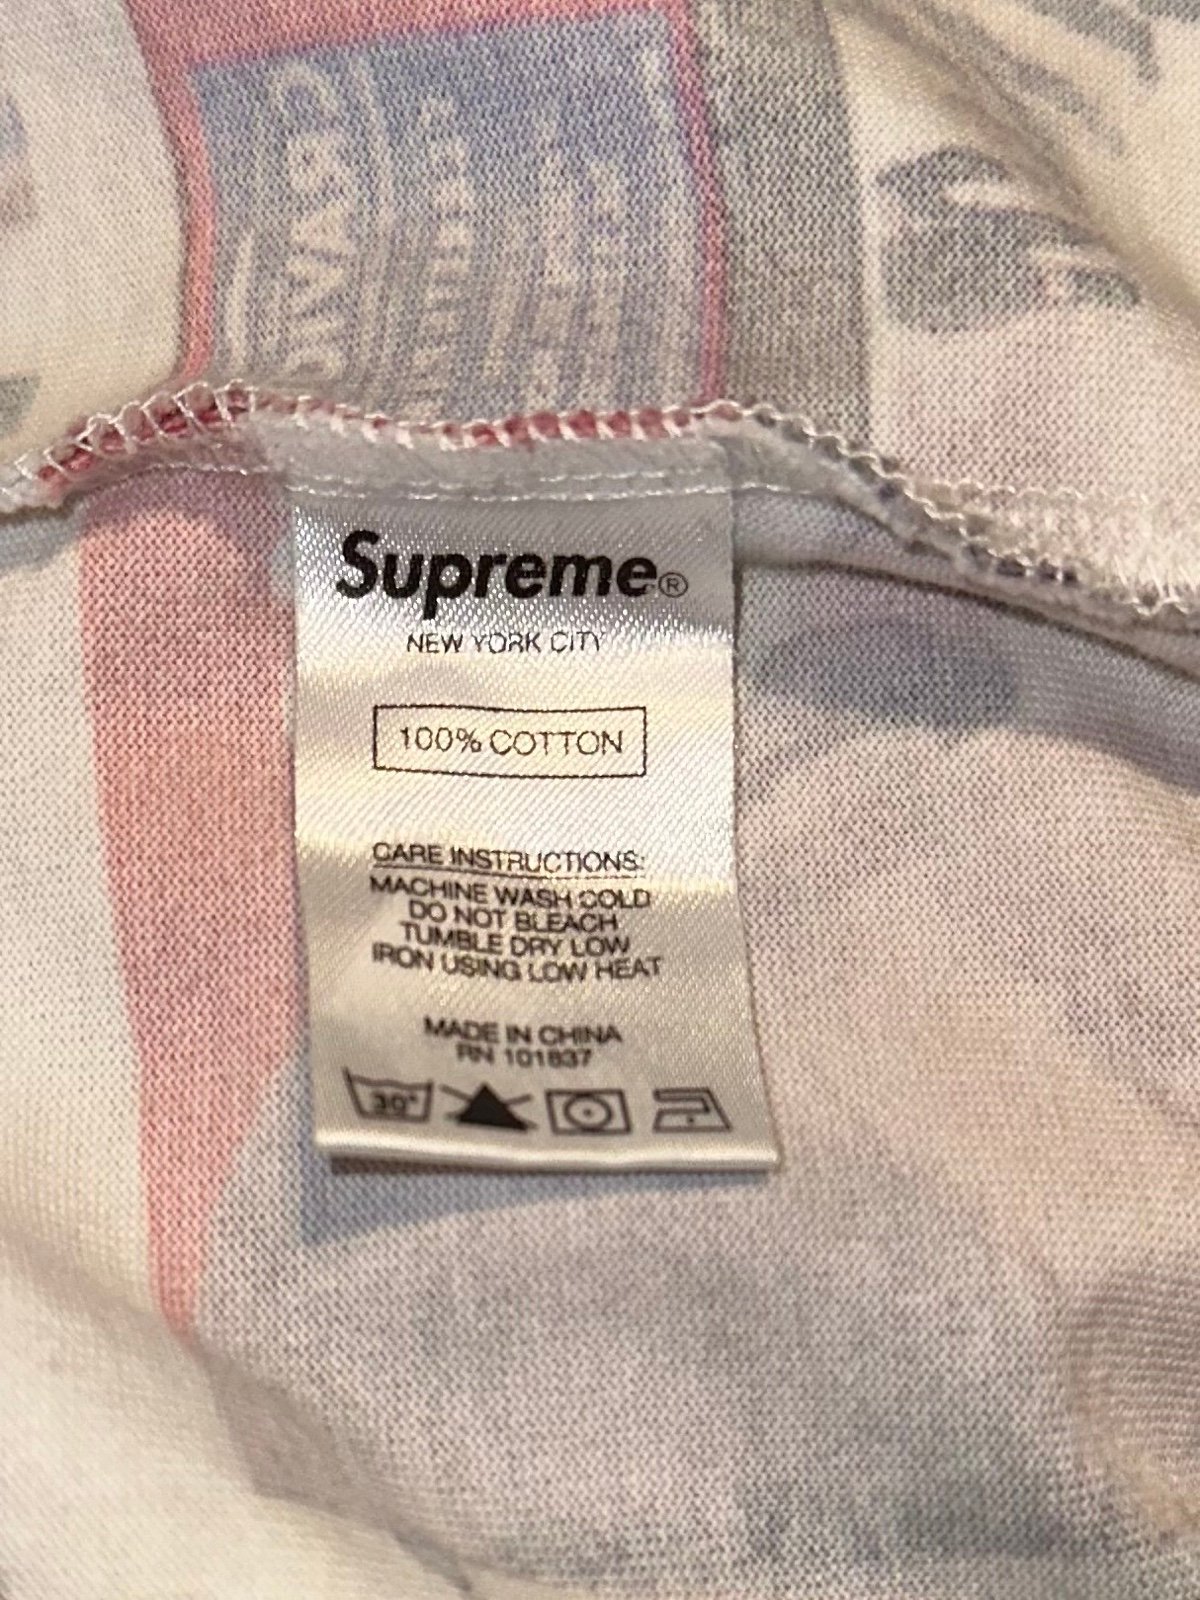 Supreme®
NEW YORK CITY
100% COTTON
CARE INSTRUCTIONS:
MACHINE WASH COLD
DO NOT BLEACH
TUMBLE DRY LOW
IRON USING LOW HEAT
MADE IN CHINA
RN 101837
30°